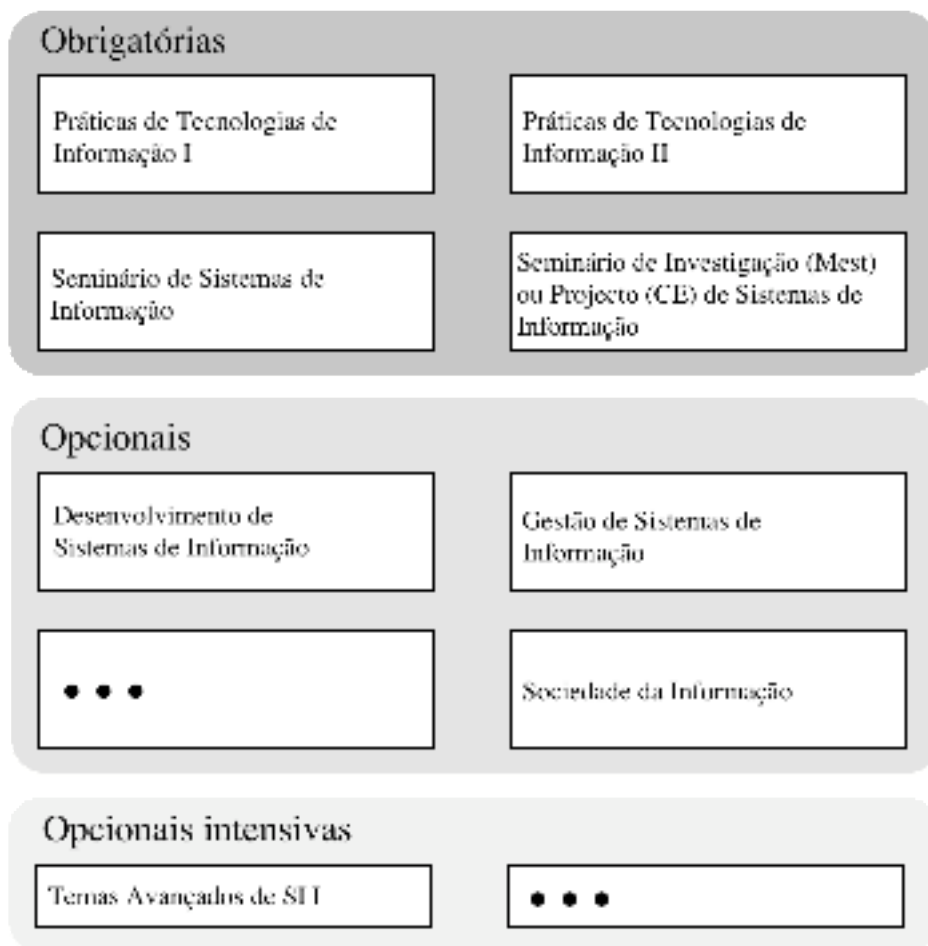 Obrigatórias
Práticas de Tecnologias de
Informação I
Práticas de Tecnologias de
Informação II
Seminário de Sistemas de
Informação
Seminário de Investigação (Mest)
ou Projecto (CE) de Sistemas de
Informação
Opcionais
Desenvolvimento de
Sistemas de Informação
Gestão de Sistemas de
Informação
• • •
Sociedade da Informação
Opcionais intensivas
Temas Avançados de
• • •